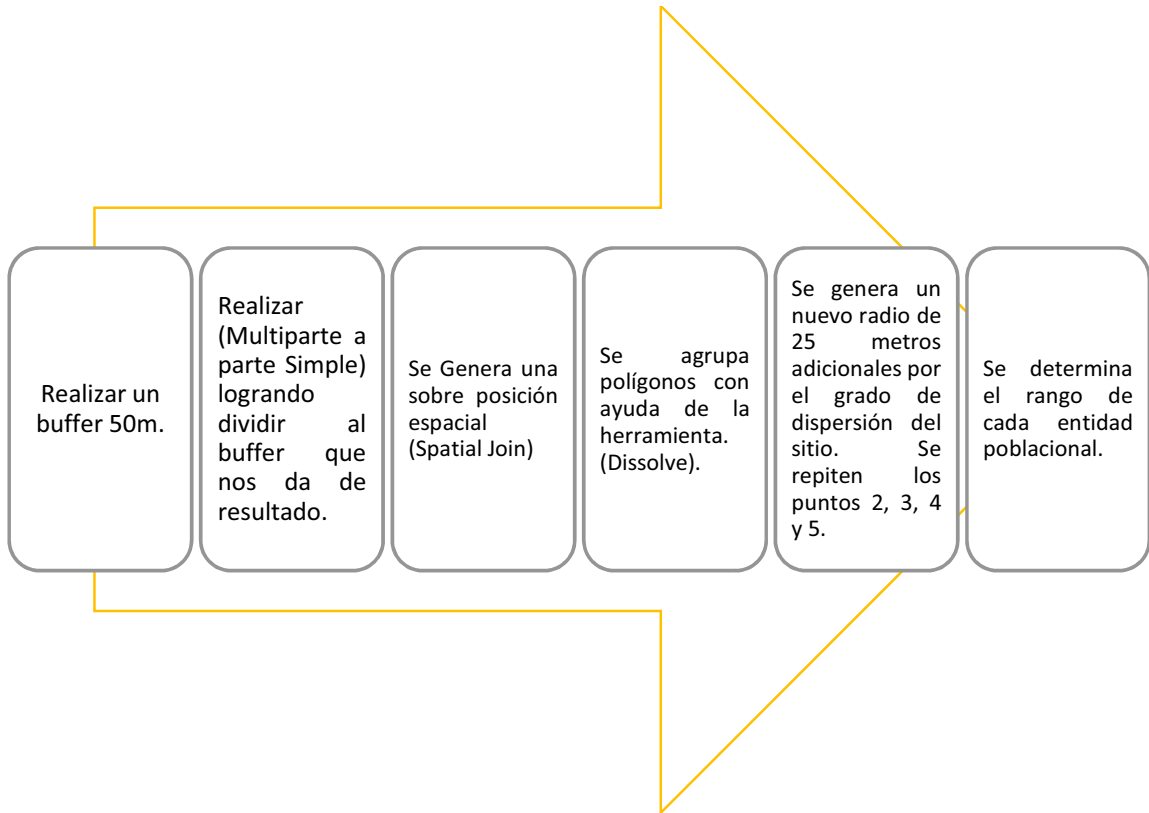 Realizar un
buffer 50m.
Realizar
(Multiparte a
parte Simple)
logrando
dividir al
buffer que
nos da de
resultado.
Se Genera una
sobre posición
espacial
(Spatial Join)
Se agrupa
polígonos con
ayuda de la
herramienta.
(Dissolve).
Se genera un
nuevo radio de
25 metros
adicionales por
el grado de
dispersión del
sitio. Se
repiten los
puntos 2, 3, 4
y 5.
Se determina
el rango de
cada entidad
poblacional.